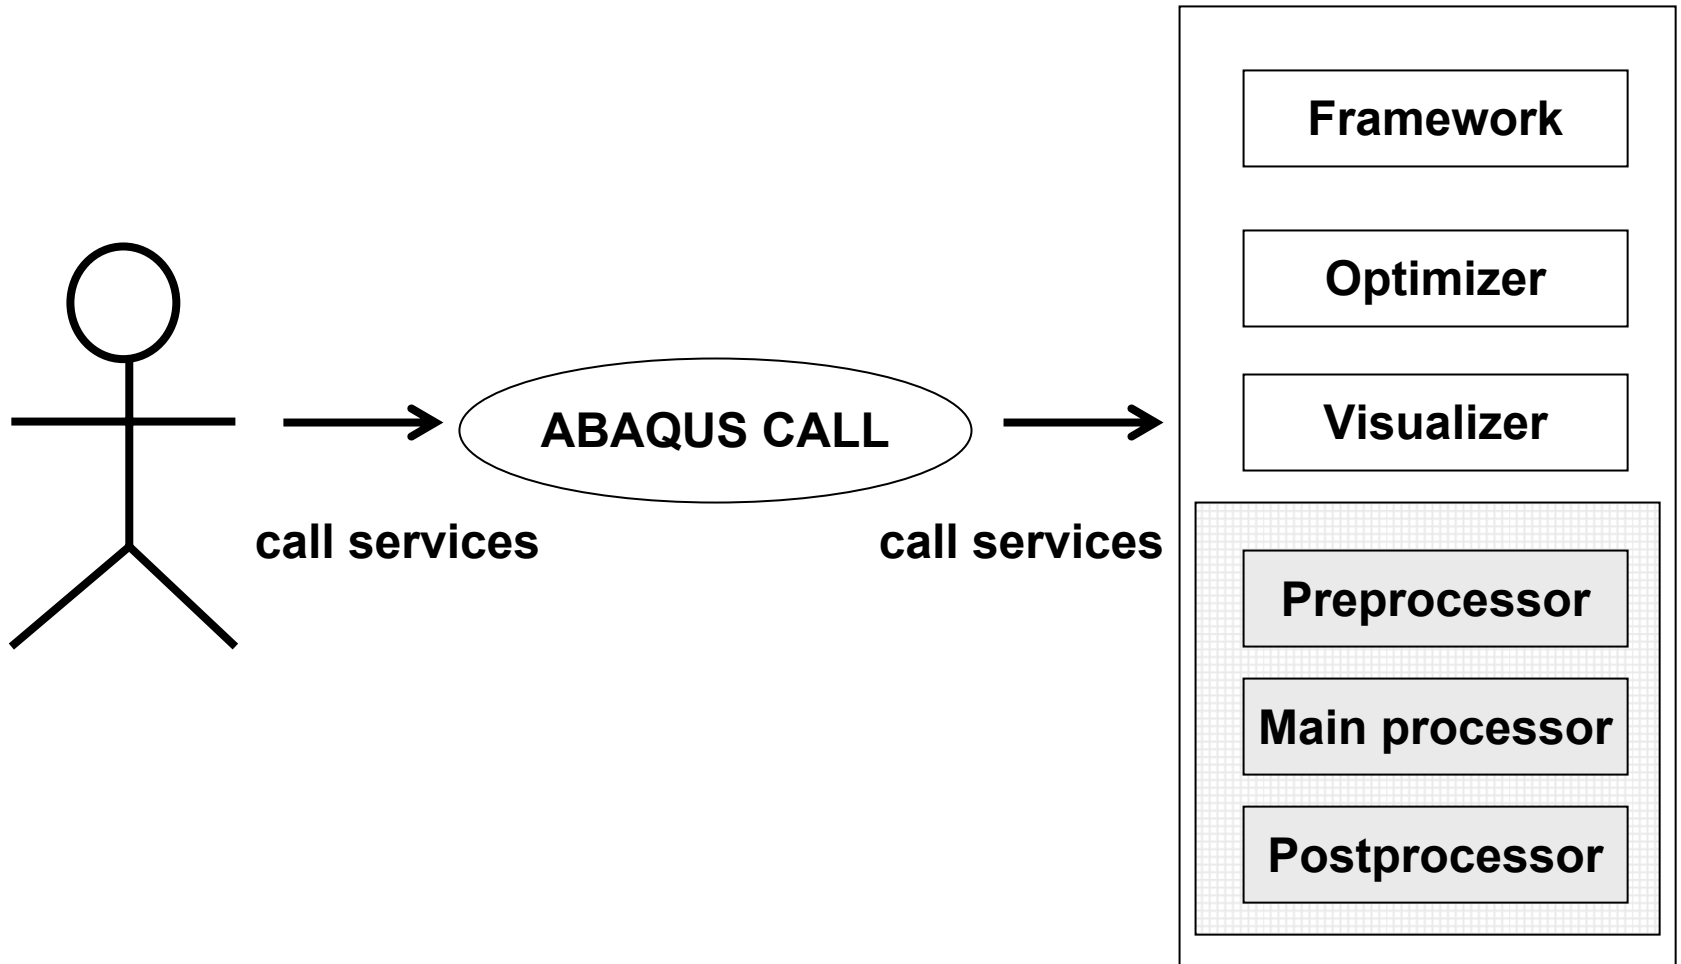 Framework
Optimizer
Visualizer
ABAQUS CALL
call services
call services
Preprocessor
Main processor
Postprocessor